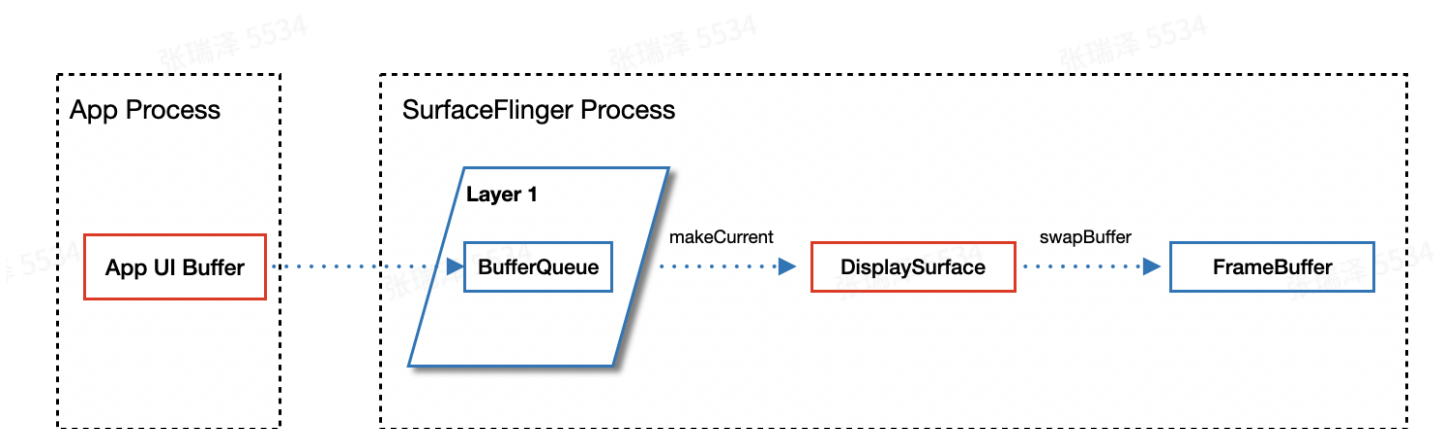 张瑞泽 5534
张瑞泽 5534
张瑞泽 5534
App Process
SurfaceFlinger Process
Layer 1
makeCurrent
swapBuffer
App UI Buffer
BufferQueue
DisplaySurface
FrameBuffer